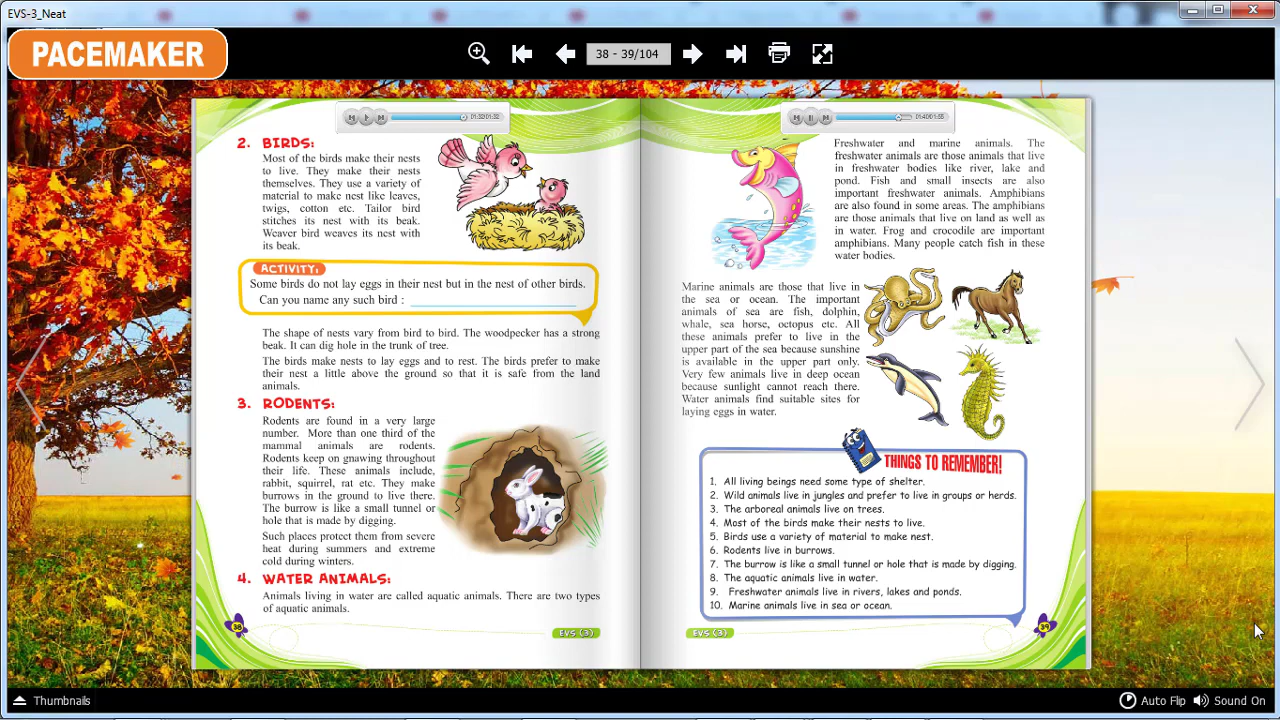 EVS-3_Neat
PACEMAKER
38 - 39/104
2. BIRDS:
Most of the birds make their nests
to live. They make their nests
themselves. They use a variety of
material to make nest like leaves,
twigs, cotton etc. Tailor bird
stitches its nest with its beak.
Weaver bird weaves its nest with
its beak.
ACTIVITY:
Some birds do not lay eggs in their nest but in the nest of other birds.
Can you name any such bird :
The shape of nests vary from bird to bird. The woodpecker has a strong
beak. It can dig hole in the trunk of tree.
The birds make nests to lay eggs and to rest. The birds prefer to make
their nest a little above the ground so that it is safe from the land
animals.
3. RODENTS:
Rodents are found in a very large
number. More than one third of the
mammal animals are rodents.
Rodents keep on gnawing throughout
their life. These animals include,
rabbit, squirrel, rat etc. They make
burrows in the ground to live there.
The burrow is like a small tunnel or
hole that is made by digging.
Such places protect them from severe
heat during summers and extreme
cold during winters.
4. WATER ANIMALS:
Animals living in water are called aquatic animals. There are two types
of aquatic animals.
38
EVS (3)
Freshwater and marine animals. The
freshwater animals are those animals that live
in freshwater bodies like river, lake and
pond. Fish and small insects are also
important freshwater animals. Amphibians
are also found in some areas. The amphibians
are those animals that live on land as well as
in water. Frog and crocodile are important
amphibians. Many people catch fish in these
water bodies.
Marine animals are those that live in
the sea or ocean. The important
animals of sea are fish, dolphin,
whale, sea horse, octopus etc. All
these animals prefer to live in the
upper part of the sea because sunshine
is available in the upper part only.
Very few animals live in deep ocean
because sunlight cannot reach there.
Water animals find suitable sites for
laying eggs in water.
THINGS TO REMEMBER!
1. All living beings need some type of shelter.
2. Wild animals live in jungles and prefer to live in groups or herds.
3. The arboreal animals live on trees.
4. Most of the birds make their nests to live.
5. Birds use a variety of material to make nest.
6. Rodents live in burrows.
7. The burrow is like a small tunnel or hole that is made by digging.
8. The aquatic animals live in water.
9. Freshwater animals live in rivers, lakes and ponds.
10. Marine animals live in sea or ocean.
EVS (3)
39
Thumbnails
Auto Flip
Sound On